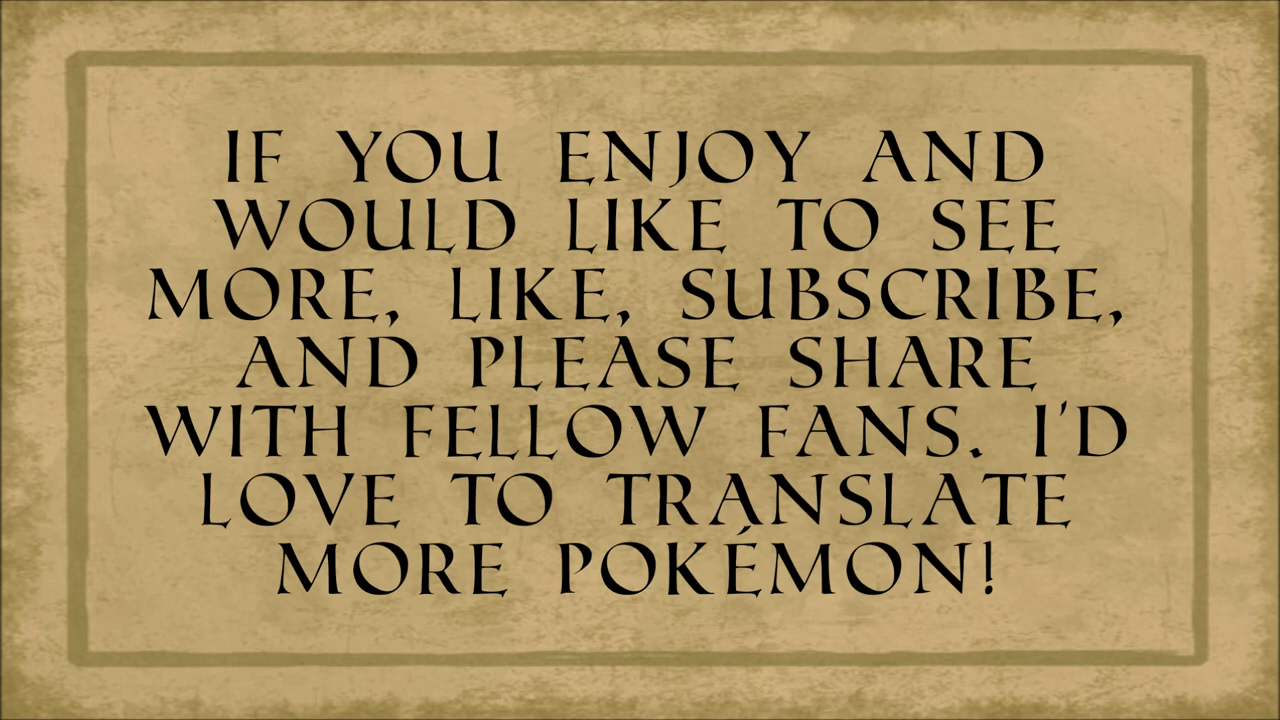 IF YOU ENJOY AND
WOULD LIKE TO SEE
MORE, LIKE, SUBSCRIBE,
AND PLEASE SHARE
WITH FELLOW FANS. I'D
LOVE TO TRANSLATE
MORE POKÉMON!